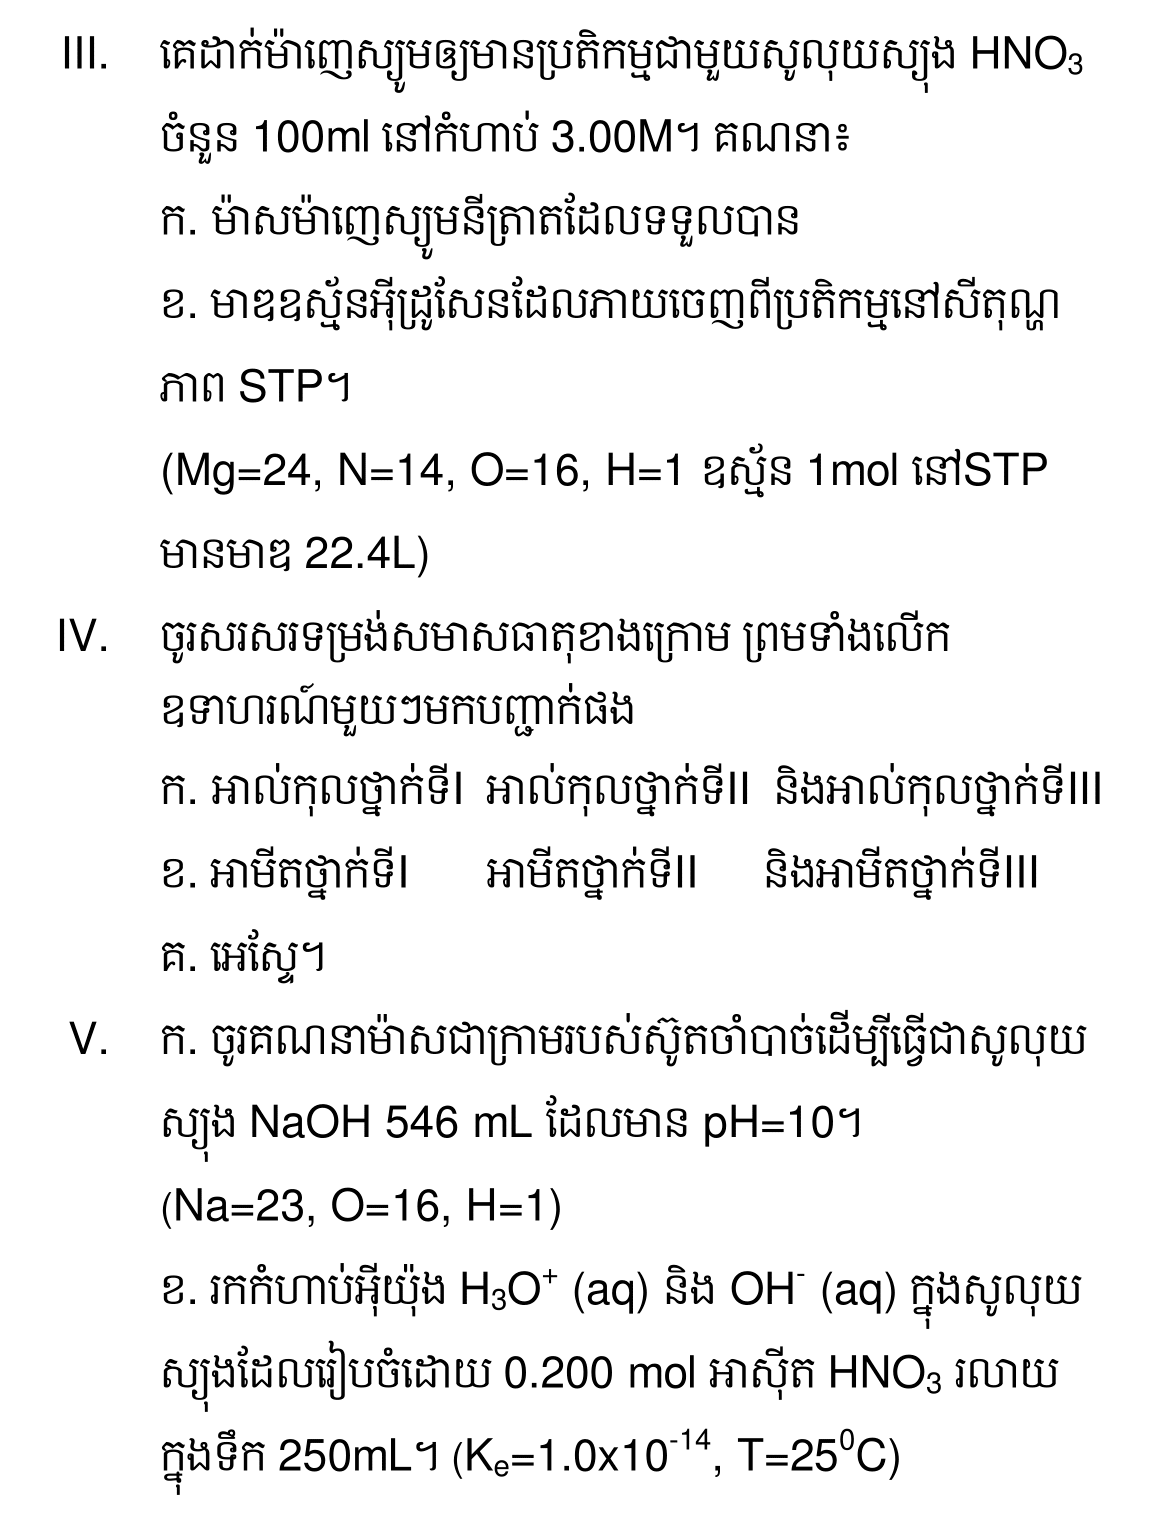 III. គេដាក់ម៉ាញេស្យូមឲ្យមានប្រតិកម្មជាមួយសូលុយស្យុង HNO₃
ចំនួន 100ml នៅកំហាប់ 3.00M។ គណនា៖
ក. ម៉ាសម៉ាញេស្យូមនីត្រាតដែលទទួលបាន
ខ. មាឌឧស្ម័នអ៊ីដ្រូសែនដែលភាយចេញពីប្រតិកម្មនៅសីតុណ្ហ
ភាព STP។
(Mg=24, N=14, O=16, H=1 ឧស្ម័ន 1mol នៅSTP
មានមាឌ 22.4L)
IV. ចូរសរសរទម្រង់សមាសធាតុខាងក្រោម ព្រមទាំងលើក
ឧទាហរណ៍មួយៗមកបញ្ជាក់ផង
ក. អាល់កុលថ្នាក់ទីI អាល់កុលថ្នាក់ទីII និងអាល់កុលថ្នាក់ទីIII
ខ. អាមីតថ្នាក់ទីI អាមីតថ្នាក់ទីII និងអាមីតថ្នាក់ទីIII
គ. អេស្ទែ។
V. ក. ចូរគណនាម៉ាសជាក្រាមរបស់ស៊ូតចាំបាច់ដើម្បីធ្វើជាសូលុយ
ស្យុង NaOH 546 mL ដែលមាន pH=10។
(Na=23, O=16, H=1)
ខ. រកកំហាប់អ៊ីយ៉ុង H₃O⁺ (aq) និង OH⁻ (aq) ក្នុងសូលុយ
ស្យុងដែលរៀបចំដោយ 0.200 mol អាស៊ីត HNO₃ រលាយ
ក្នុងទឹក 250mL។ (Kₑ=1.0x10⁻¹⁴, T=25⁰C)